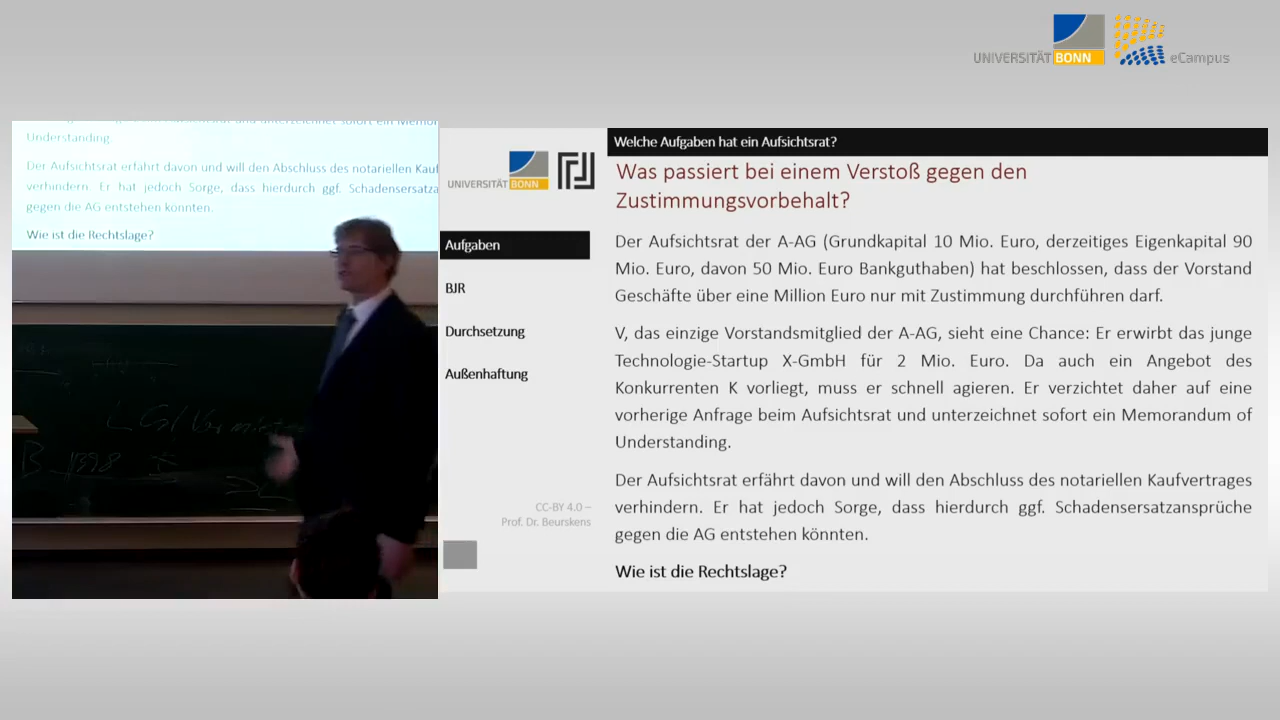 UNIVERSITÄT BONN eCampus
Understanding.
Der Aufsichtsrat erfährt davon und will den Abschluss des notariellen Kauf
verhindern. Er hat jedoch Sorge, dass hierdurch ggf. Schadensersatza
gegen die AG entstehen könnten.
Wie ist die Rechtslage?
UNIVERSITÄT BONN
Aufgaben
BJR
Durchsetzung
Außenhaftung
CC-BY 4.0 –
Prof. Dr. Beurskens
Welche Aufgaben hat ein Aufsichtsrat?
Was passiert bei einem Verstoß gegen den
Zustimmungsvorbehalt?
Der Aufsichtsrat der A-AG (Grundkapital 10 Mio. Euro, derzeitiges Eigenkapital 90
Mio. Euro, davon 50 Mio. Euro Bankguthaben) hat beschlossen, dass der Vorstand
Geschäfte über eine Million Euro nur mit Zustimmung durchführen darf.
V, das einzige Vorstandsmitglied der A-AG, sieht eine Chance: Er erwirbt das junge
Technologie-Startup X-GmbH für 2 Mio. Euro. Da auch ein Angebot des
Konkurrenten K vorliegt, muss er schnell agieren. Er verzichtet daher auf eine
vorherige Anfrage beim Aufsichtsrat und unterzeichnet sofort ein Memorandum of
Understanding.
Der Aufsichtsrat erfährt davon und will den Abschluss des notariellen Kaufvertrages
verhindern. Er hat jedoch Sorge, dass hierdurch ggf. Schadensersatzansprüche
gegen die AG entstehen könnten.
Wie ist die Rechtslage?